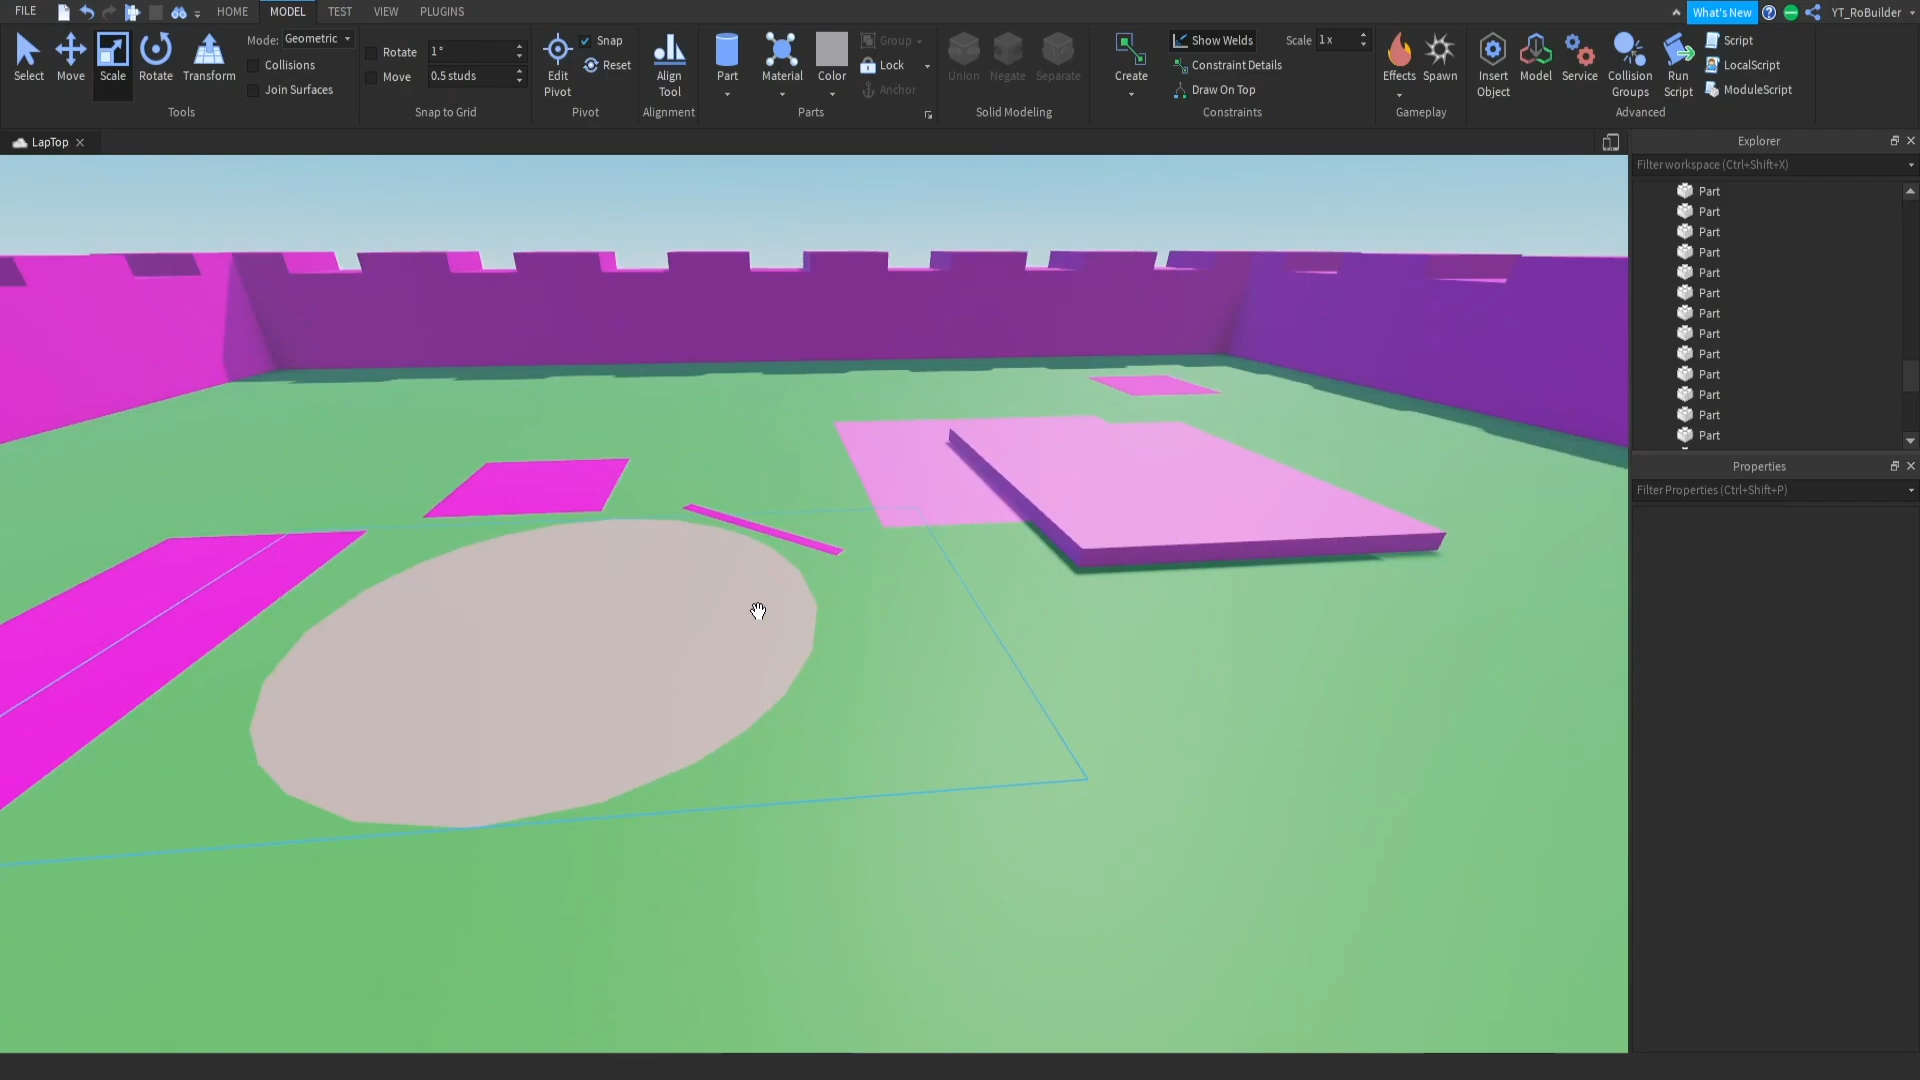 FILE HOME MODEL TEST VIEW PLUGINS What's New YT_RoBuilder
Select Move Scale Rotate Transform
Mode: Geometric
Collisions
Join Surfaces
Tools
Rotate 1°
Move 0.5 studs
Snap to Grid
Edit
Pivot
Snap
Reset
Pivot
Align
Tool
Alignment
Part Material Color
Group
Lock
Anchor
Parts
Union Negate Separate
Solid Modeling
Create
Show Welds Scale 1x
Constraint Details
Draw On Top
Constraints
Effects Spawn
Gameplay
Insert
Object
Model
Service
Collision
Groups
Run
Script
Script
LocalScript
ModuleScript
Advanced
LapTop
Explorer
Filter workspace (Ctrl+Shift+X)
Part
Part
Part
Part
Part
Part
Part
Part
Part
Part
Part
Part
Part
Properties
Filter Properties (Ctrl+Shift+P)